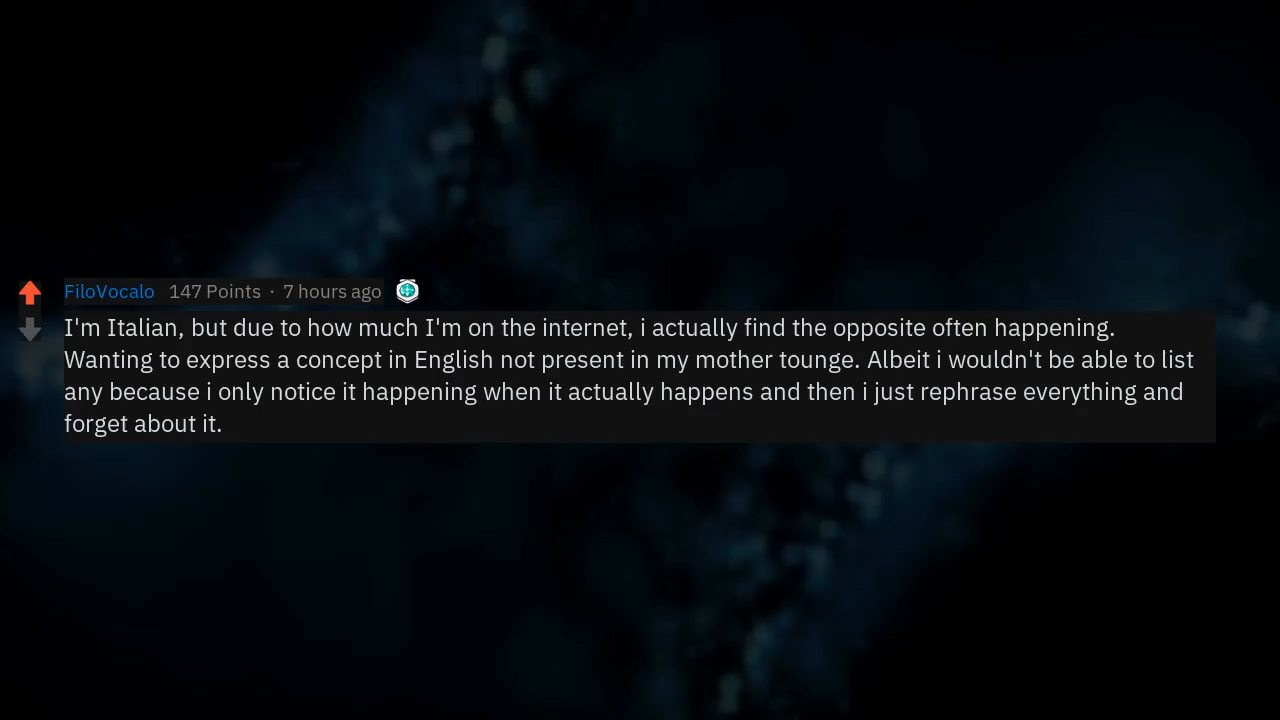 FiloVocalo 147 Points · 7 hours ago
I'm Italian, but due to how much I'm on the internet, i actually find the opposite often happening.
Wanting to express a concept in English not present in my mother tounge. Albeit i wouldn't be able to list
any because i only notice it happening when it actually happens and then i just rephrase everything and
forget about it.